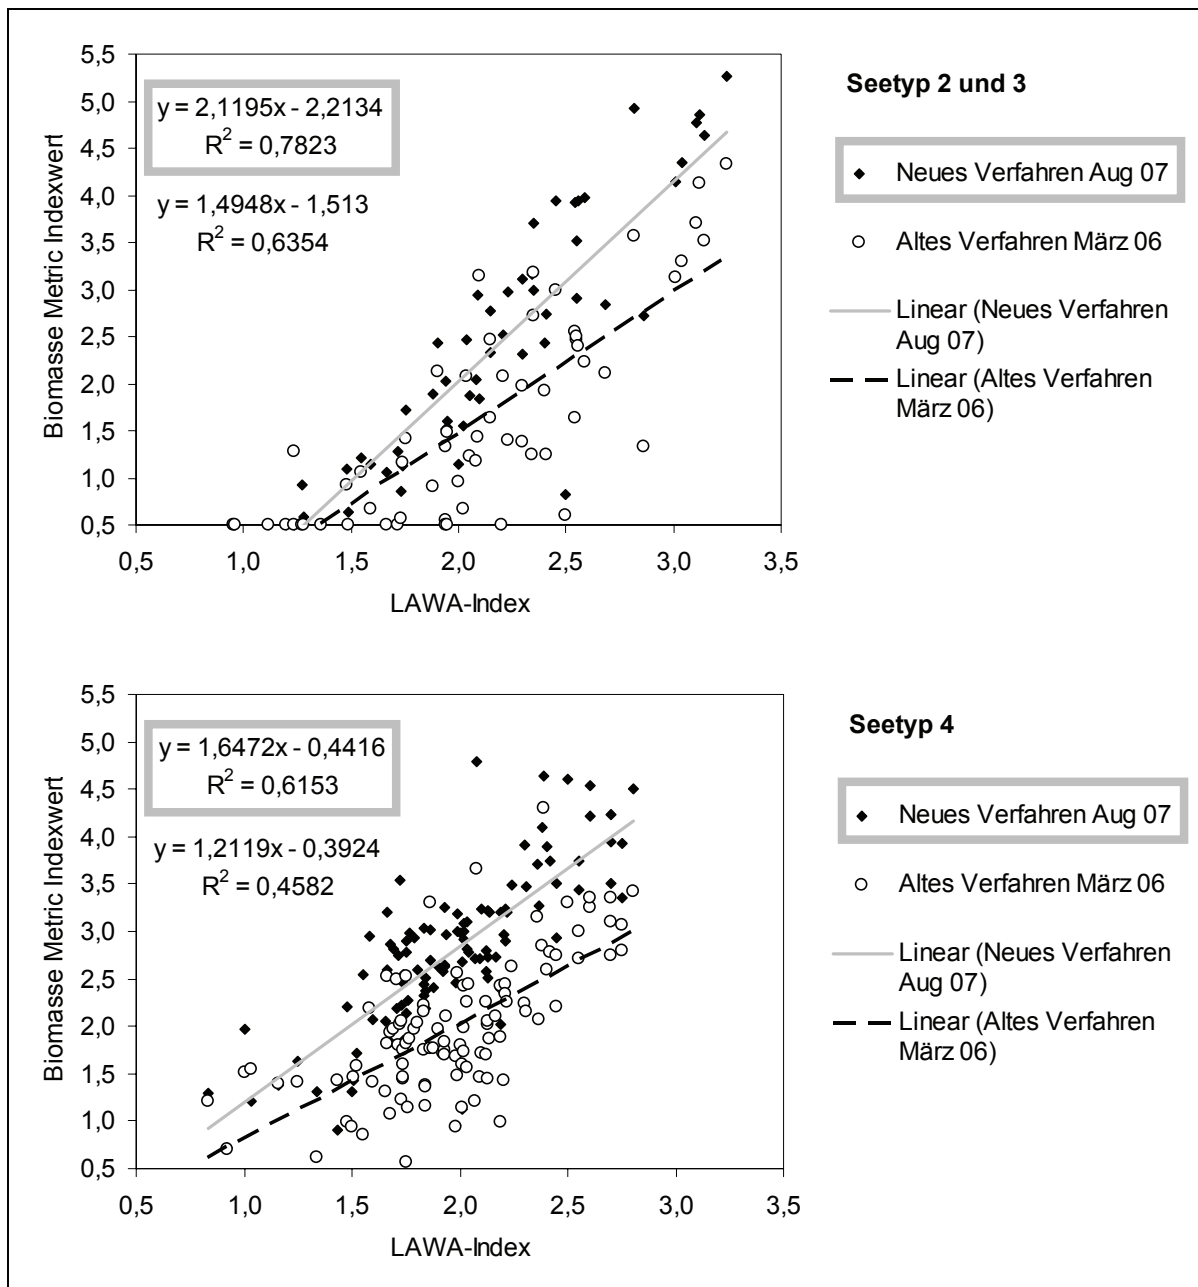 5,5
5,0
4,5
4,0
3,5
3,0
2,5
2,0
1,5
1,0
0,5
Biomasse Metric Indexwert
y = 2,1195x - 2,2134
R² = 0,7823
y = 1,4948x - 1,513
R² = 0,6354
0,5 1,0 1,5 2,0 2,5 3,0 3,5
LAWA-Index
Seetyp 2 und 3
Neues Verfahren Aug 07
Altes Verfahren März 06
Linear (Neues Verfahren
Aug 07)
Linear (Altes Verfahren
März 06)
5,5
5,0
4,5
4,0
3,5
3,0
2,5
2,0
1,5
1,0
0,5
Biomasse Metric Indexwert
y = 1,6472x - 0,4416
R² = 0,6153
y = 1,2119x - 0,3924
R² = 0,4582
0,5 1,0 1,5 2,0 2,5 3,0 3,5
LAWA-Index
Seetyp 4
Neues Verfahren Aug 07
Altes Verfahren März 06
Linear (Neues Verfahren
Aug 07)
Linear (Altes Verfahren
März 06)